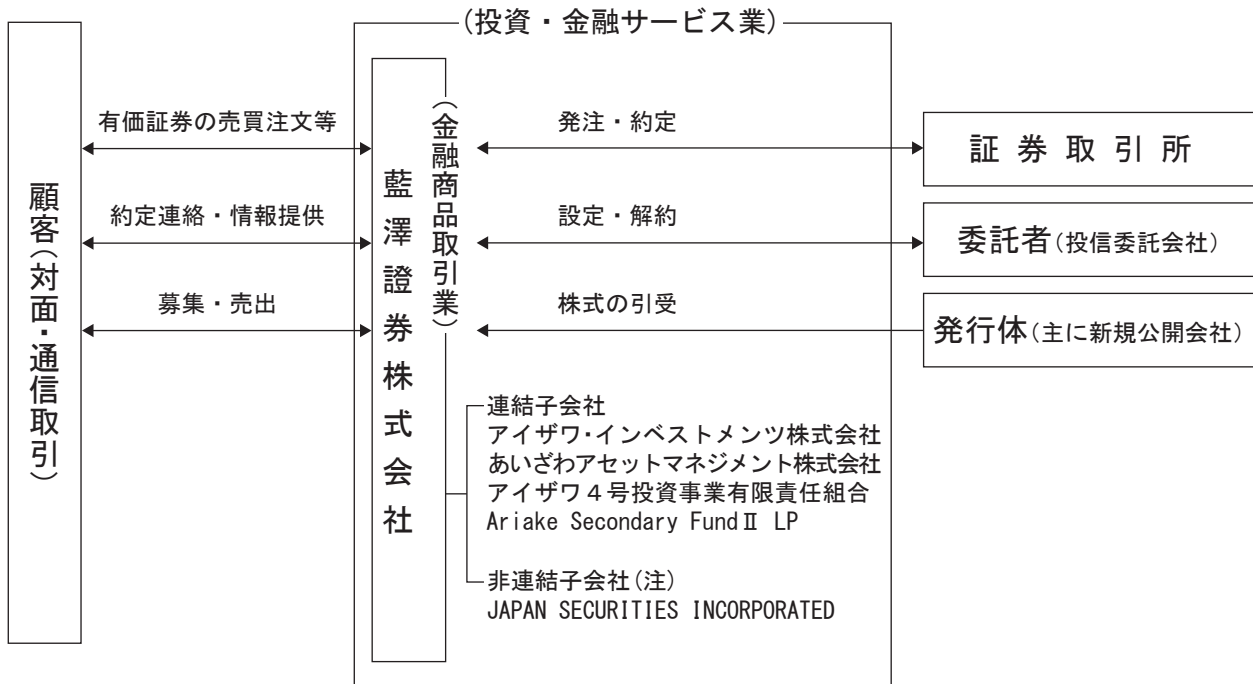 (投資・金融サービス業)
顧客(対面・通信取引)
有価証券の売買注文等
約定連絡・情報提供
募集・売出
藍澤證券株式会社
(金融商品取引業)
発注・約定
設定・解約
株式の引受
証券取引所
委託者(投信委託会社)
発行体(主に新規公開会社)
連結子会社
アイザワ・インベストメンツ株式会社
あいざわアセットマネジメント株式会社
アイザワ4号投資事業有限責任組合
Ariake Secondary FundⅡ LP
非連結子会社(注)
JAPAN SECURITIES INCORPORATED